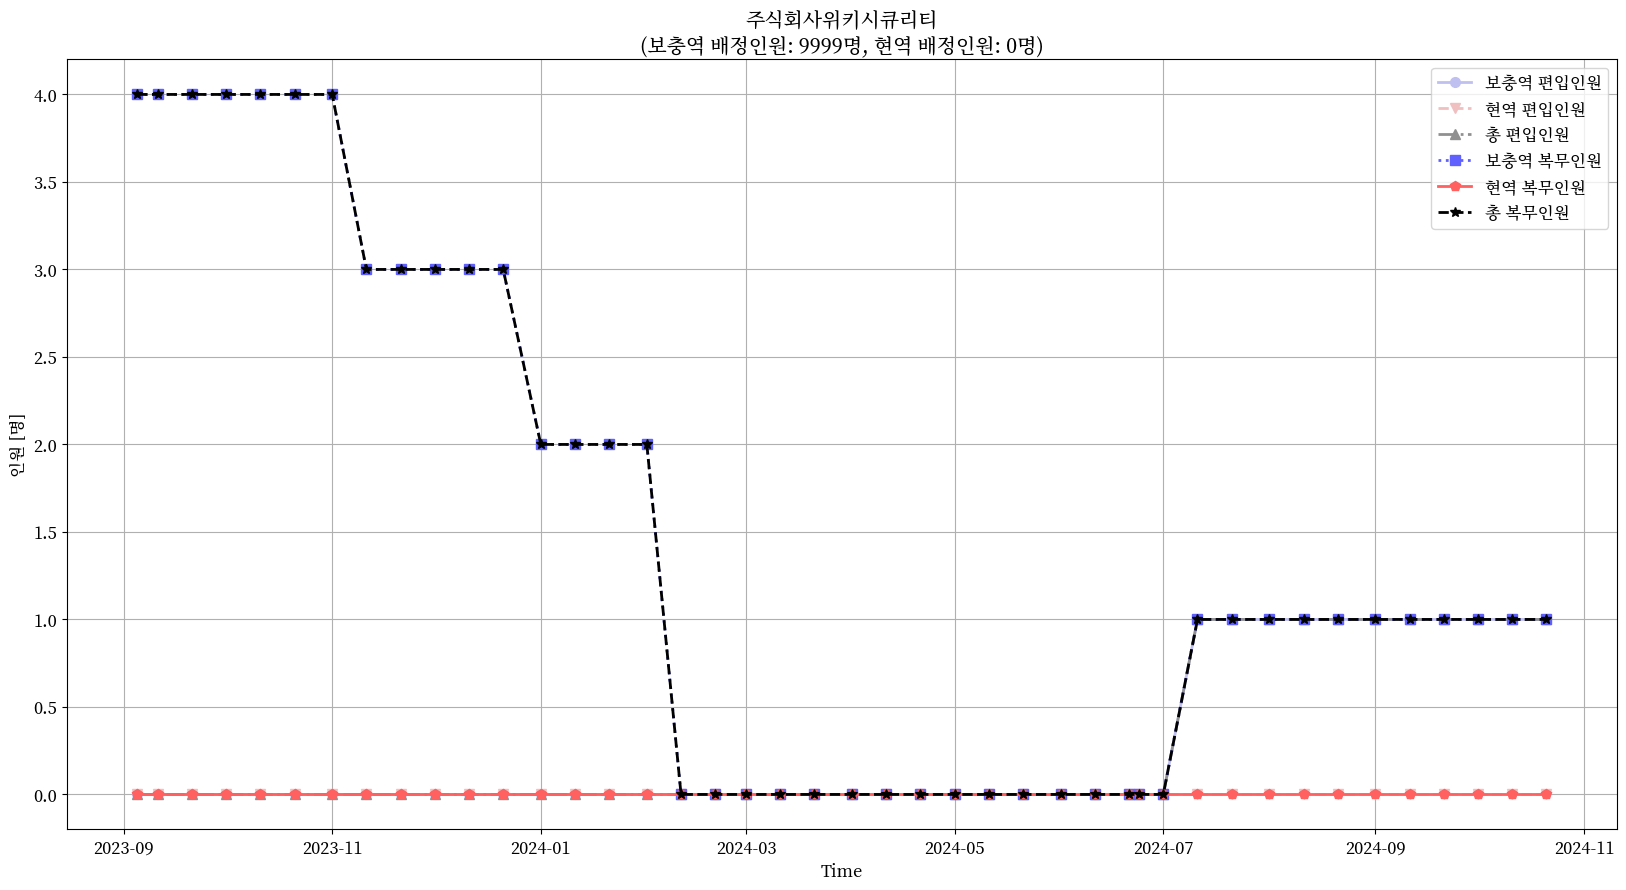 주식회사위키시큐리티
(보충역 배정인원: 9999명, 현역 배정인원: 0명)
보충역 편입인원
현역 편입인원
총 편입인원
보충역 복무인원
현역 복무인원
총 복무인원
4.0
3.5
3.0
2.5
2.0
1.5
1.0
0.5
0.0
인원 [명]
2023-09
2023-11
2024-01
2024-03
2024-05
2024-07
2024-09
2024-11
Time